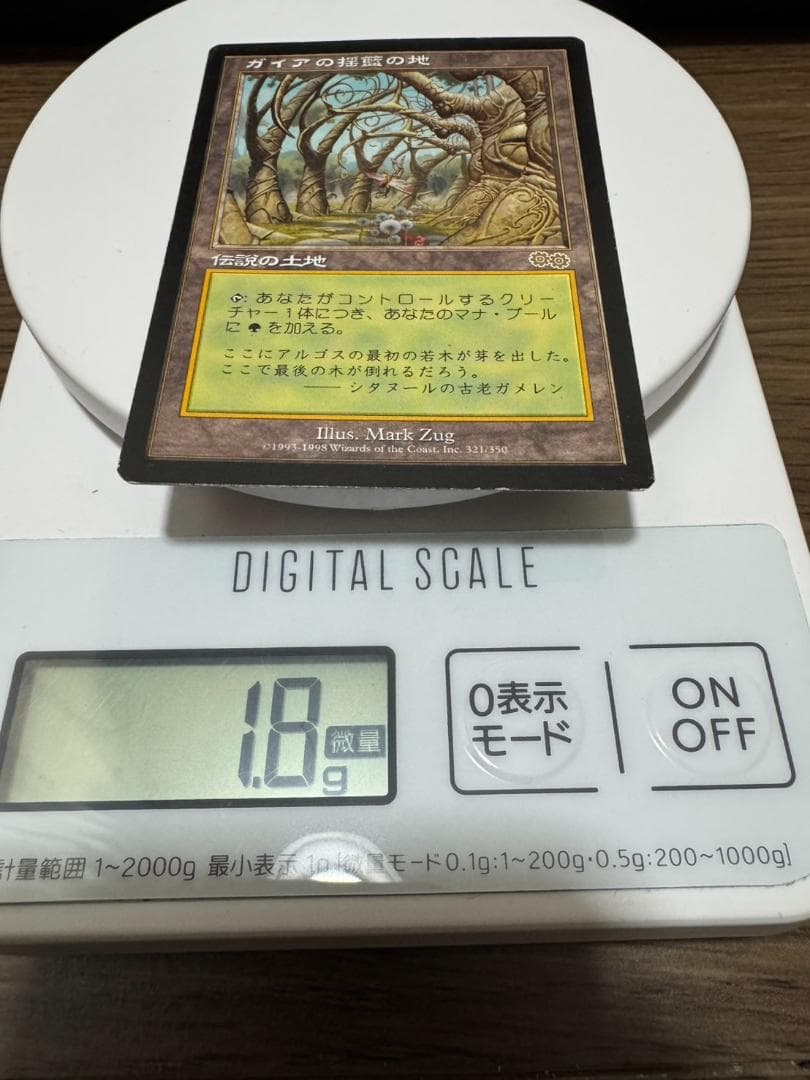 ガイアの揺籃の地
伝説の土地
: あなたがコントロールするクリー
チャー1体につき、あなたのマナ・プール
に を加える。
ここにアルゴスの最初の若木が芽を出した。
ここで最後の木が倒れるだろう。
—— シタヌールの古老ガメレン
Illus. Mark Zug
©1993-1998 Wizards of the Coast, Inc. 321/350
DIGITAL SCALE
1.8
微量
g
0表示
モード
ON
OFF
計量範囲 1~2000g 最小表示 1g [微量モード0.1g:1~200g・0.5g:200~1000g]